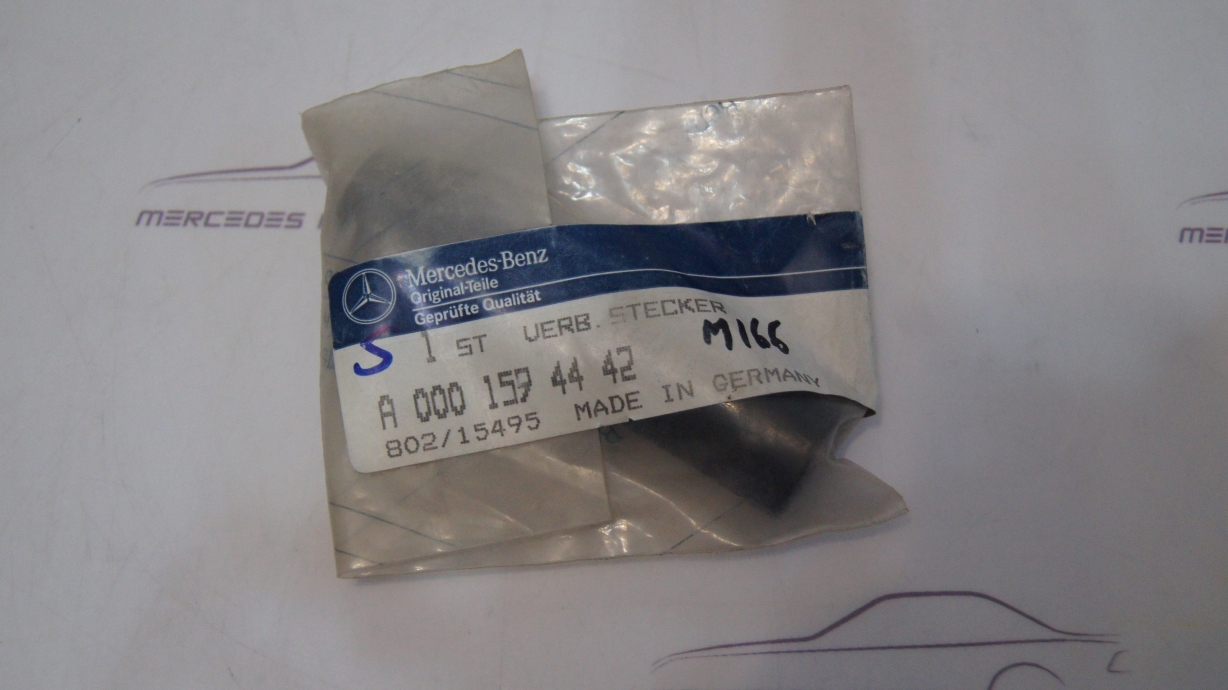 MERCEDES
Mercedes-Benz
Original-Teile
Geprüfte Qualität
S 1 ST VERB. STECKER
M166
A 000 159 44 42
802/15495 MADE IN GERMANY